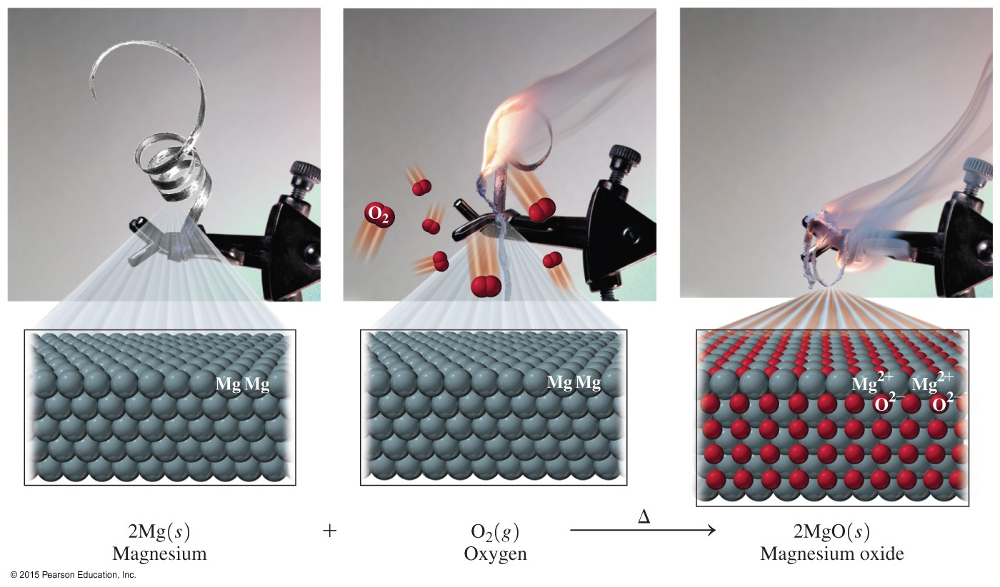 O₂
Mg Mg
Mg Mg
Mg²⁺ Mg²⁺
O²⁻ O²⁻
2Mg(s) + O₂(g) Δ → 2MgO(s)
Magnesium Oxygen Magnesium oxide
© 2015 Pearson Education, Inc.